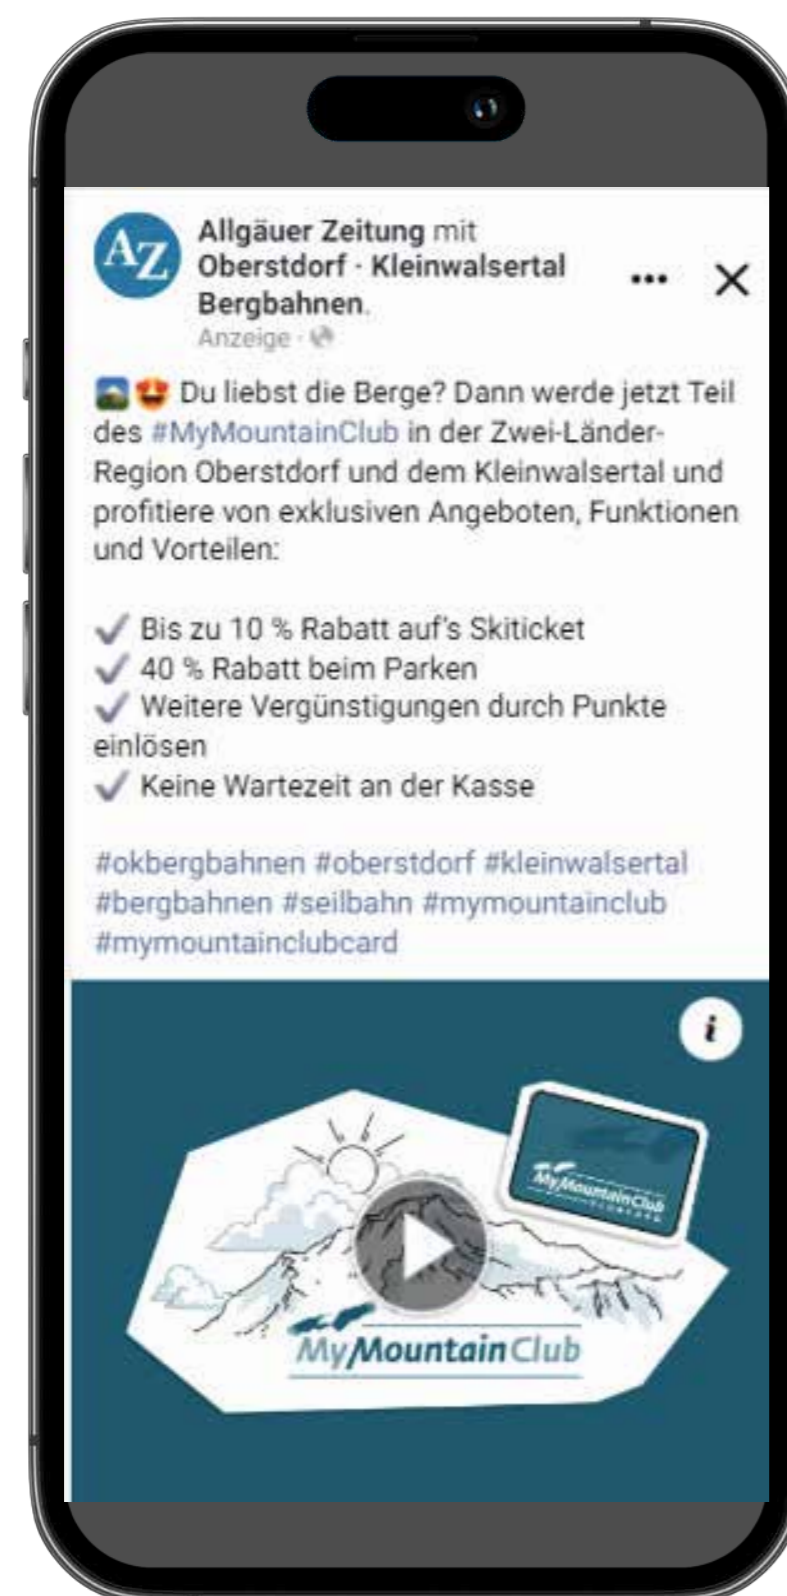 AZ
Allgäuer Zeitung mit
Oberstdorf · Kleinwalsertal
Bergbahnen.
Anzeige ·
Du liebst die Berge? Dann werde jetzt Teil
des #MyMountainClub in der Zwei-Länder-
Region Oberstdorf und dem Kleinwalsertal und
profitiere von exklusiven Angeboten, Funktionen
und Vorteilen:
Bis zu 10 % Rabatt auf's Skiticket
40 % Rabatt beim Parken
Weitere Vergünstigungen durch Punkte
einlösen
Keine Wartezeit an der Kasse
#okbergbahnen #oberstdorf #kleinwalsertal
#bergbahnen #seilbahn #mymountainclub
#mymountainclubcard
i
MyMountainClub
MyMountainClub